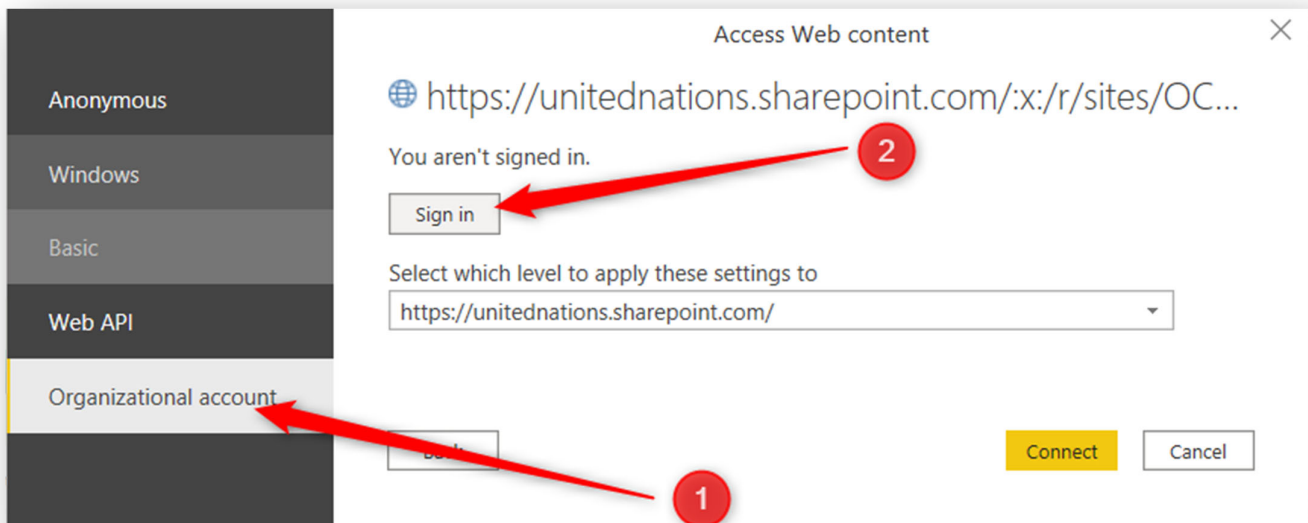 Access Web content
Anonymous
Windows
Basic
Web API
Organizational account
https://unitednations.sharepoint.com/:x:/r/sites/OC...
You aren't signed in.
2
Sign in
Select which level to apply these settings to
https://unitednations.sharepoint.com/
Connect
Cancel
1